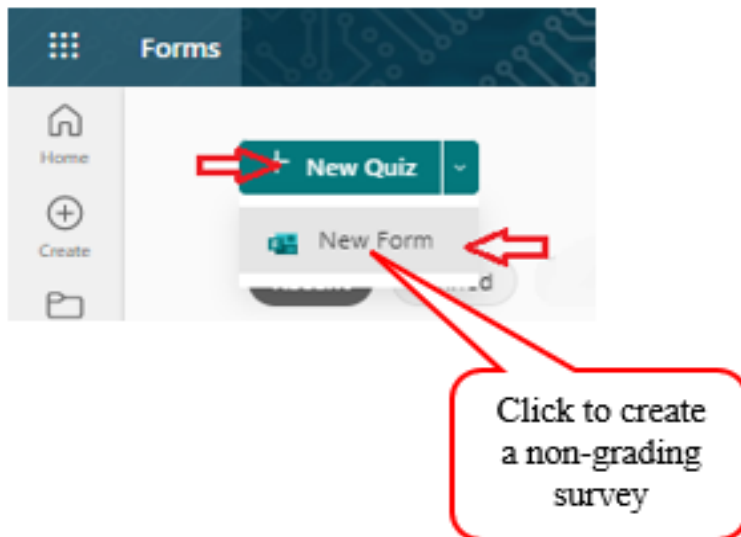 Forms
Home
New Quiz
New Form
Create
Click to create
a non-grading
survey